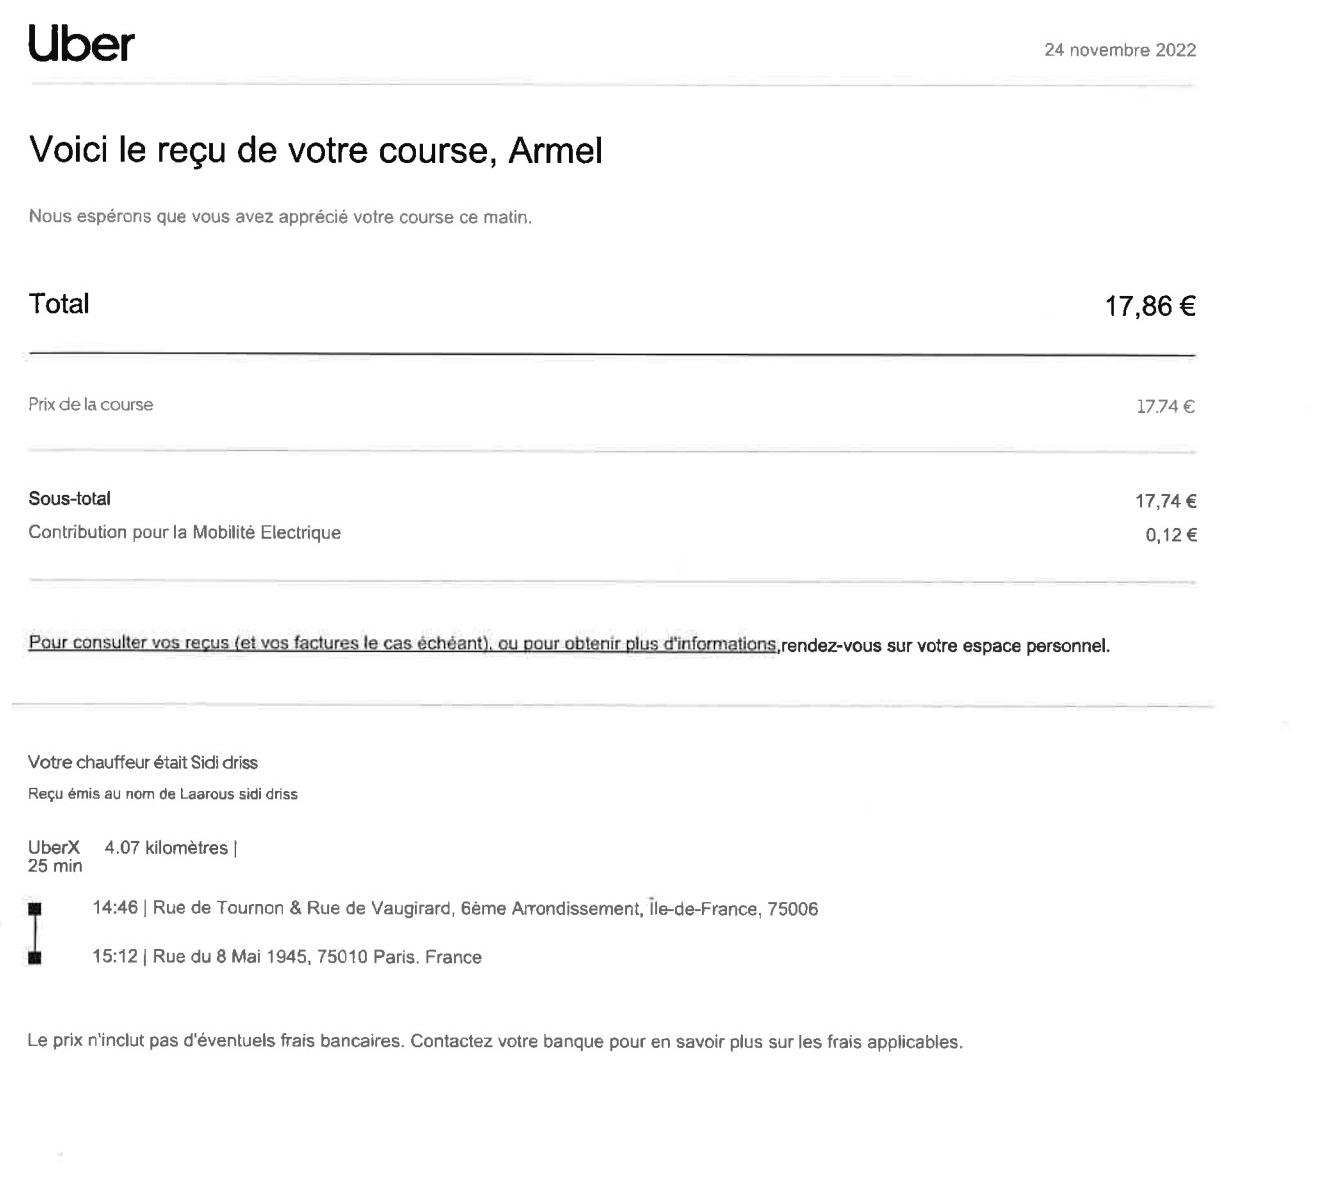 Uber
24 novembre 2022
Voici le reçu de votre course, Armel
Nous espérons que vous avez apprécié votre course ce matin.
Total 17,86 €
Prix de la course 17.74 €
Sous-total 17,74 €
Contribution pour la Mobilité Electrique 0,12 €
Pour consulter vos reçus (et vos factures le cas échéant), ou pour obtenir plus d'informations,rendez-vous sur votre espace personnel.
Votre chauffeur était Sidi driss
Reçu émis au nom de Laarous sidi driss
UberX 4.07 kilomètres |
25 min
14:46 | Rue de Tournon & Rue de Vaugirard, 6ème Arrondissement, Île-de-France, 75006
15:12 | Rue du 8 Mai 1945, 75010 Paris. France
Le prix n'inclut pas d'éventuels frais bancaires. Contactez votre banque pour en savoir plus sur les frais applicables.